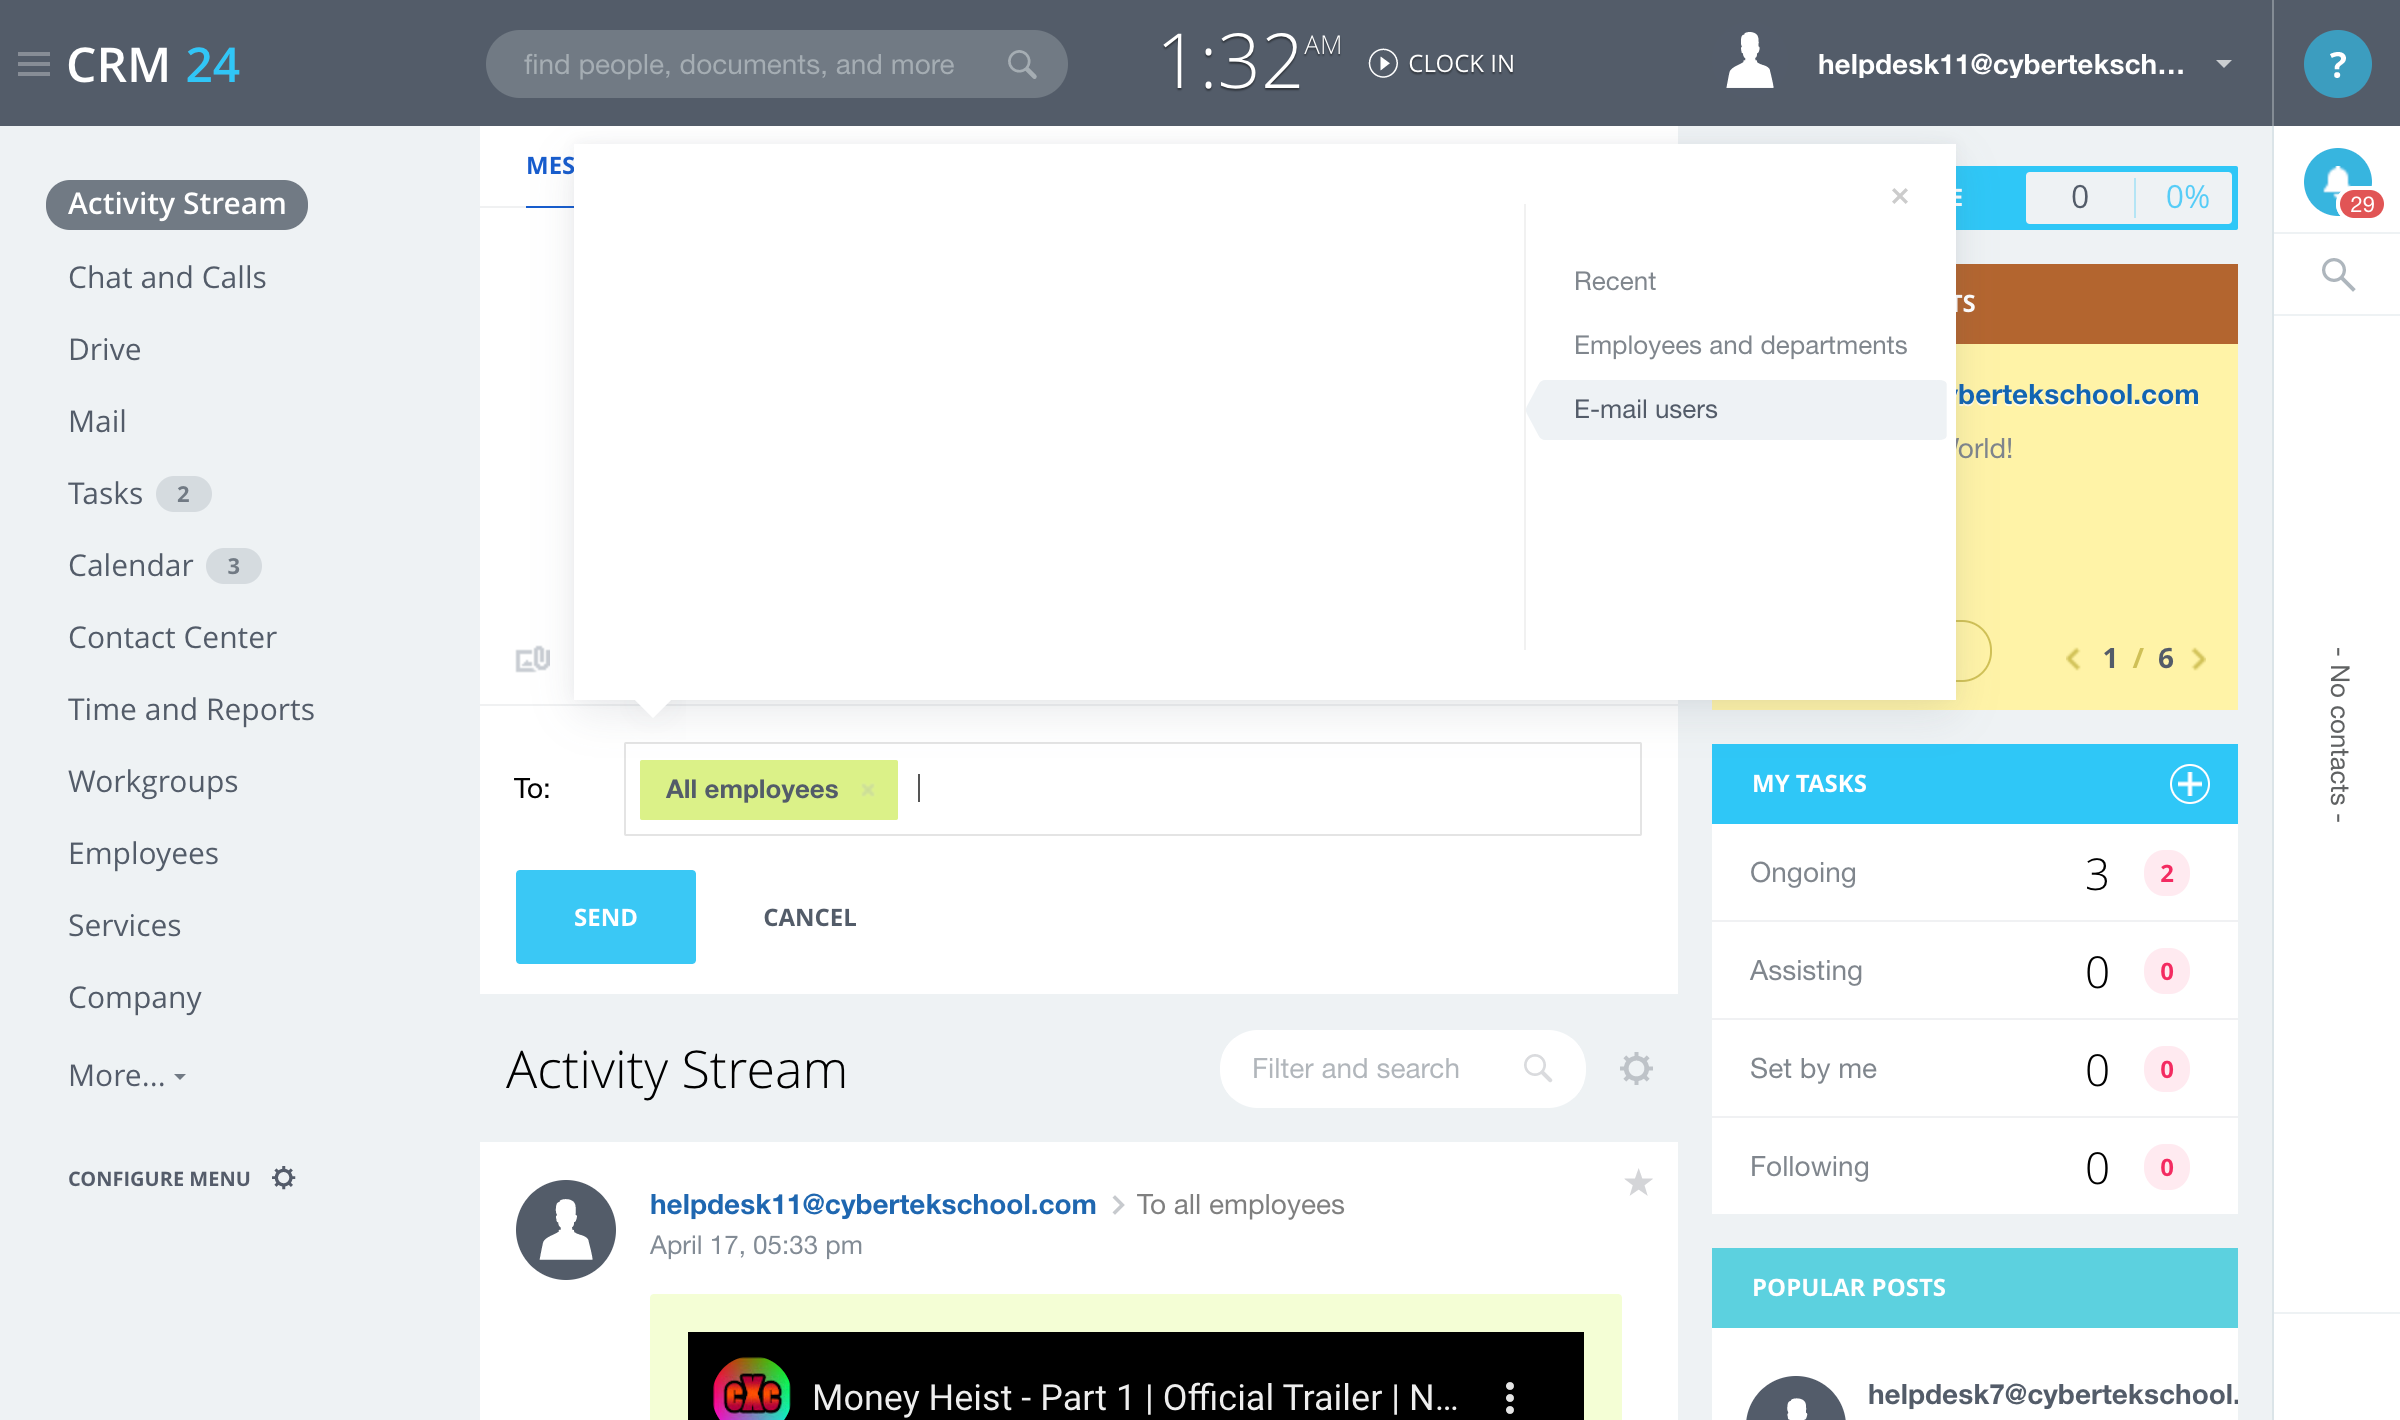 CRM 24
find people, documents, and more
1:32 AM
CLOCK IN
helpdesk11@cyberteksch...
?
Activity Stream
Chat and Calls
Drive
Mail
Tasks 2
Calendar 3
Contact Center
Time and Reports
Workgroups
Employees
Services
Company
More...
CONFIGURE MENU
MES
Recent
Employees and departments
E-mail users
To: All employees
SEND CANCEL
Activity Stream
Filter and search
helpdesk11@cybertekschool.com > To all employees
April 17, 05:33 pm
CXC
Money Heist - Part 1 | Official Trailer | N...
E 0 0%
TS
ybertekschool.com
orld!
1 / 6
MY TASKS
Ongoing 3 2
Assisting 0 0
Set by me 0 0
Following 0 0
POPULAR POSTS
helpdesk7@cybertekschool.
29
- No contacts -